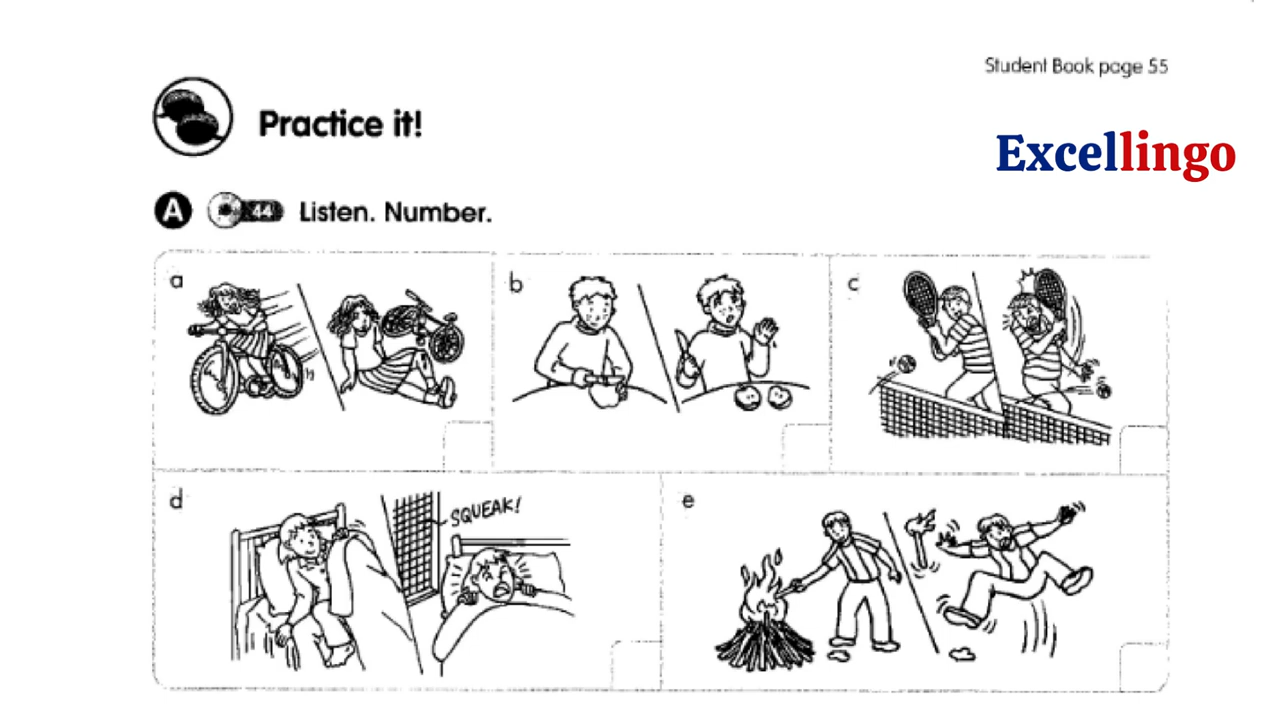 Student Book page 55
Practice it!
Excellingo
A 44 Listen. Number.
a
b
c
d
SQUEAK!
e